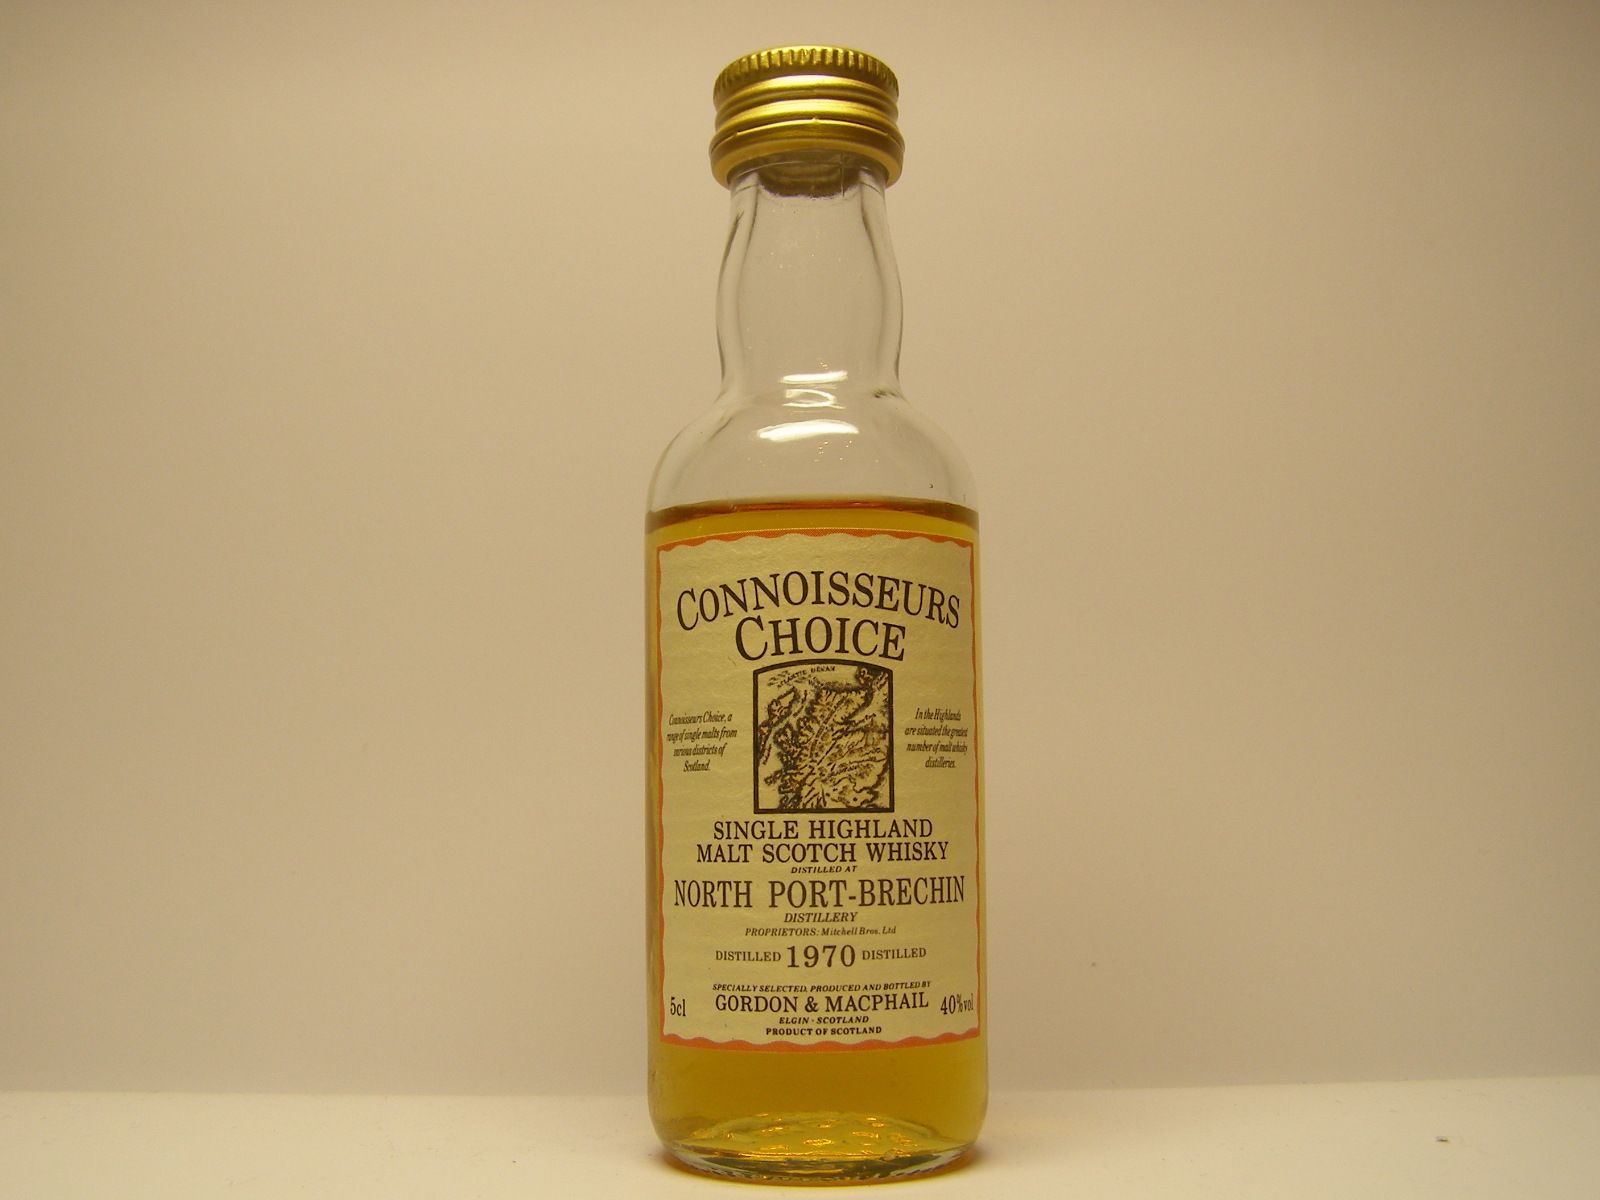 CONNOISSEURS
CHOICE
ATLANTIC OCEAN
Connoisseurs Choice, a
range of single malts from
various districts of
Scotland.
In the Highlands
are situated the greatest
number of malt whisky
distilleries.
SINGLE HIGHLAND
MALT SCOTCH WHISKY
DISTILLED AT
NORTH PORT-BRECHIN
DISTILLERY
PROPRIETORS: Mitchell Bros. Ltd
DISTILLED 1970 DISTILLED
SPECIALLY SELECTED, PRODUCED AND BOTTLED BY
5cl GORDON & MACPHAIL 40%vol
ELGIN - SCOTLAND
PRODUCT OF SCOTLAND